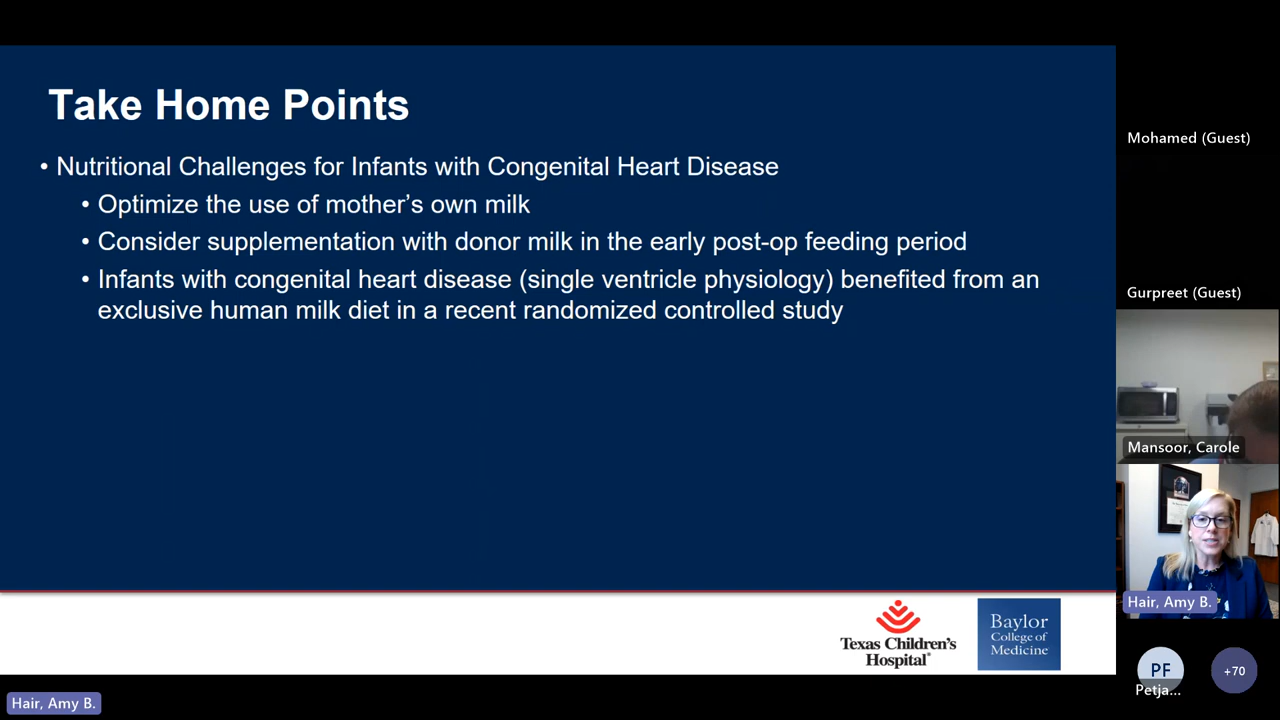 Take Home Points
• Nutritional Challenges for Infants with Congenital Heart Disease
• Optimize the use of mother’s own milk
• Consider supplementation with donor milk in the early post-op feeding period
• Infants with congenital heart disease (single ventricle physiology) benefited from an
exclusive human milk diet in a recent randomized controlled study
Texas Children’s
Hospital®
Baylor
College of
Medicine
Hair, Amy B.
Mohamed (Guest)
Gurpreet (Guest)
Mansoor, Carole
Hair, Amy B.
PF
Petja...
+70